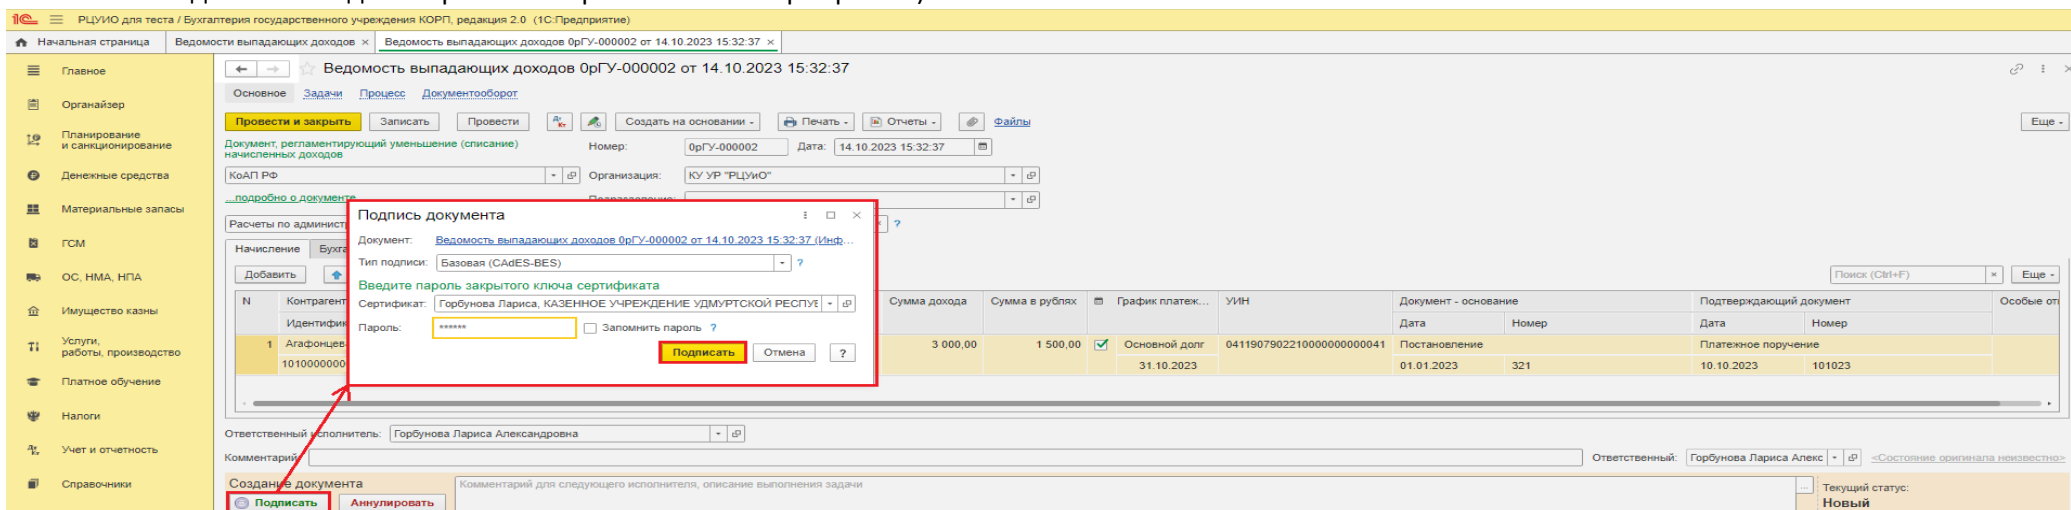 РЦУИО для теста / Бухгалтерия государственного учреждения КОРП, редакция 2.0 (1С:Предприятие)
Начальная страница
Ведомости выпадающих доходов ×
Ведомость выпадающих доходов 0рГУ-000002 от 14.10.2023 15:32:37 ×
Главное
Органайзер
Планирование
и санкционирование
Денежные средства
Материальные запасы
ГСМ
ОС, НМА, НПА
Имущество казны
Услуги,
работы, производство
Платное обучение
Налоги
Учет и отчетность
Справочники
Ведомость выпадающих доходов 0рГУ-000002 от 14.10.2023 15:32:37
Основное Задачи Процесс Документооборот
Провести и закрыть Записать Провести Создать на основании Печать Отчеты Файлы Еще
Документ, регламентирующий уменьшение (списание)
начисленных доходов
Номер: 0рГУ-000002 Дата: 14.10.2023 15:32:37
КоАП РФ Организация: КУ УР "РЦУиО"
...подробно о документе
Расчеты по админист
?
Начисление
Добавить Поиск (Ctrl+F) × Еще
N Контрагент Сумма дохода Сумма в рублях График платеж... УИН Документ - основание Подтверждающий документ
Дата Номер Дата Номер
1 Агафонцев 3 000,00 1 500,00 Основной долг Постановление Платежное поручение
31.10.2023 01.01.2023 321 10.10.2023 101023
Подпись документа
Документ: Ведомость выпадающих доходов 0рГУ-000002 от 14.10.2023 15:32:37 (Инф...
Тип подписи: Базовая (CAdES-BES) ?
Введите пароль закрытого ключа сертификата
Сертификат: Горбунова Лариса, КАЗЕННОЕ УЧРЕЖДЕНИЕ УДМУРТСКОЙ РЕСПУБ
Пароль: ****** Запомнить пароль ?
Подписать Отмена ?
Ответственный исполнитель: Горбунова Лариса Александровна
Комментарий: Ответственный: Горбунова Лариса Алекс <Состояние оригинала неизвестно>
Создание документа Комментарий для следующего исполнителя, описание выполнения задачи ... Текущий статус:
Подписать Аннулировать Новый